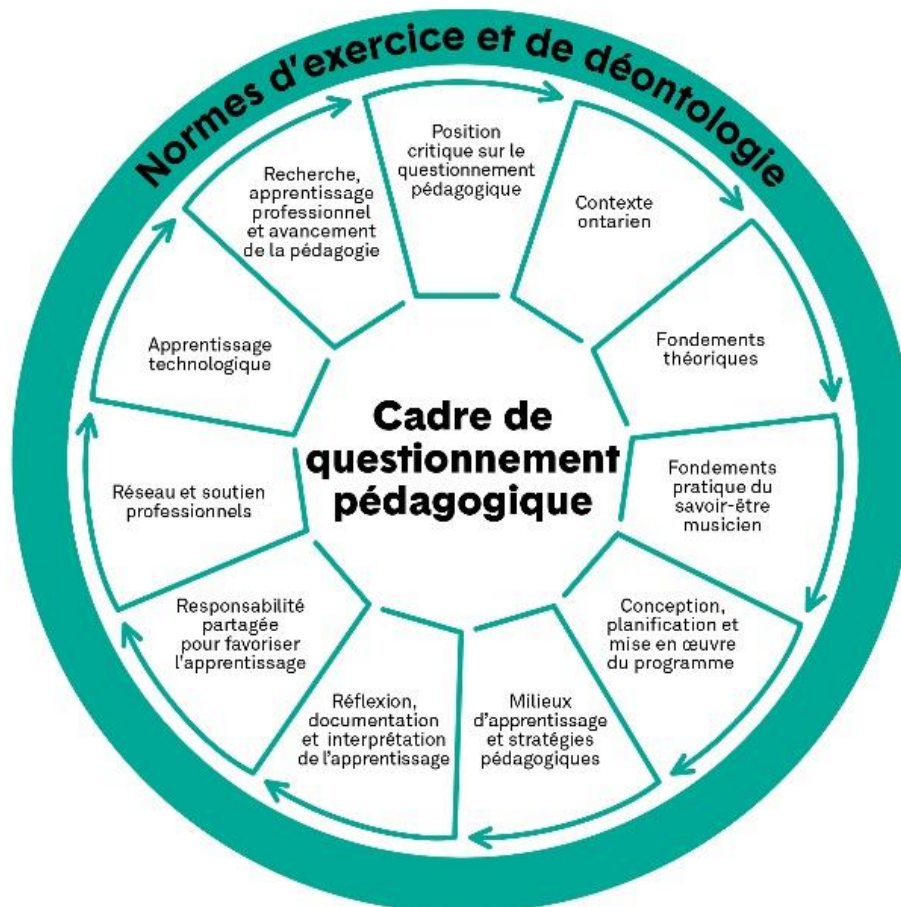 Normes d'exercice et de déontologie
Position
critique sur le
questionnement
pédagogique
Contexte
ontarien
Fondements
théoriques
Fondements
pratique du
savoir-être
musicien
Conception,
planification et
mise en œuvre
du programme
Milieux
d'apprentissage
et stratégies
pédagogiques
Réflexion,
documentation
et interprétation
de l'apprentissage
Responsabilité
partagée
pour favoriser
l'apprentissage
Réseau et soutien
professionnels
Apprentissage
technologique
Recherche,
apprentissage
professionnel
et avancement
de la pédagogie
Cadre de
questionnement
pédagogique